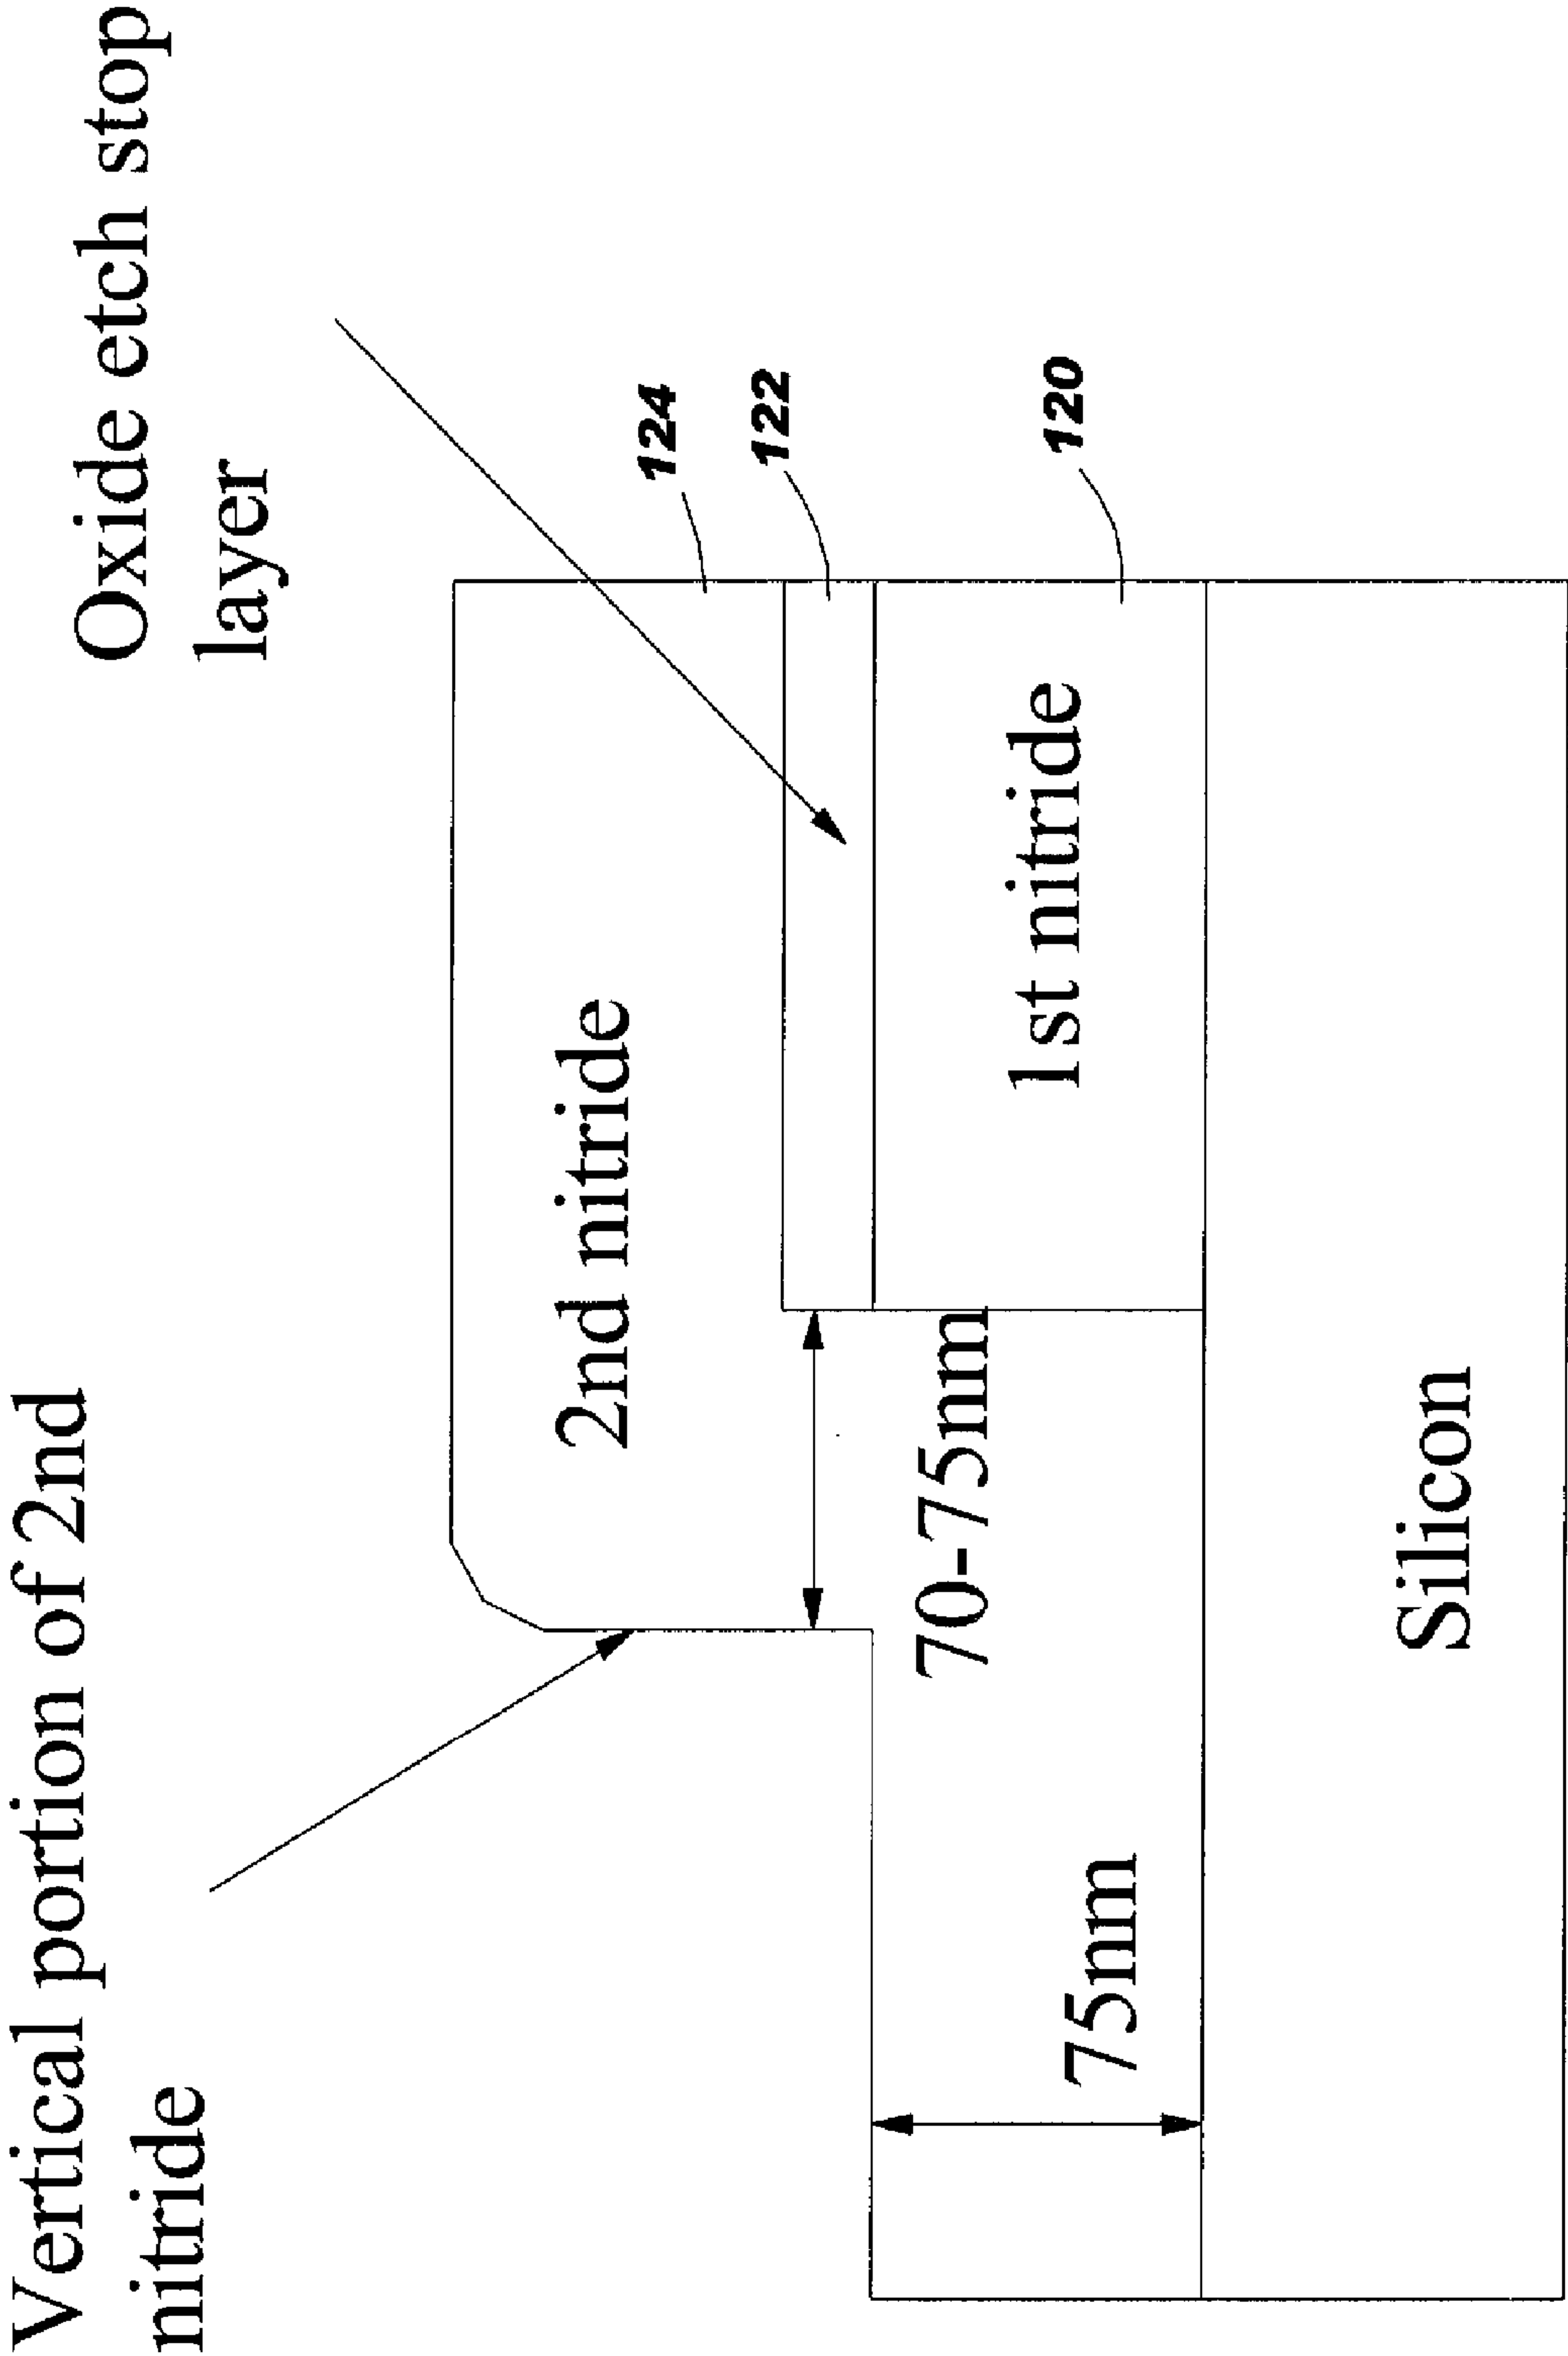 Vertical portion of 2nd
nitride
Oxide etch stop
layer
124
122
120
2nd nitride
1st nitride
70-75nm
75nm
Silicon